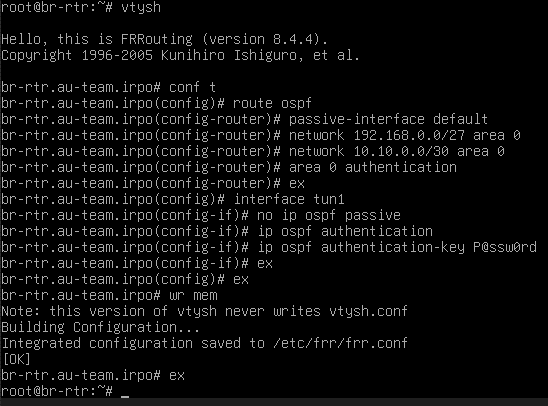 root@br-rtr:~# vtysh
Hello, this is FRRouting (version 8.4.4).
Copyright 1996-2005 Kunihiro Ishiguro, et al.
br-rtr.au-team.irpo# conf t
br-rtr.au-team.irpo(config)# route ospf
br-rtr.au-team.irpo(config-router)# passive-interface default
br-rtr.au-team.irpo(config-router)# network 192.168.0.0/27 area 0
br-rtr.au-team.irpo(config-router)# network 10.10.0.0/30 area 0
br-rtr.au-team.irpo(config-router)# area 0 authentication
br-rtr.au-team.irpo(config-router)# ex
br-rtr.au-team.irpo(config)# interface tun1
br-rtr.au-team.irpo(config-if)# no ip ospf passive
br-rtr.au-team.irpo(config-if)# ip ospf authentication
br-rtr.au-team.irpo(config-if)# ip ospf authentication-key P@ssw0rd
br-rtr.au-team.irpo(config-if)# ex
br-rtr.au-team.irpo(config)# ex
br-rtr.au-team.irpo# wr mem
Note: this version of vtysh never writes vtysh.conf
Building Configuration...
Integrated configuration saved to /etc/frr/frr.conf
[OK]
br-rtr.au-team.irpo# ex
root@br-rtr:~# _